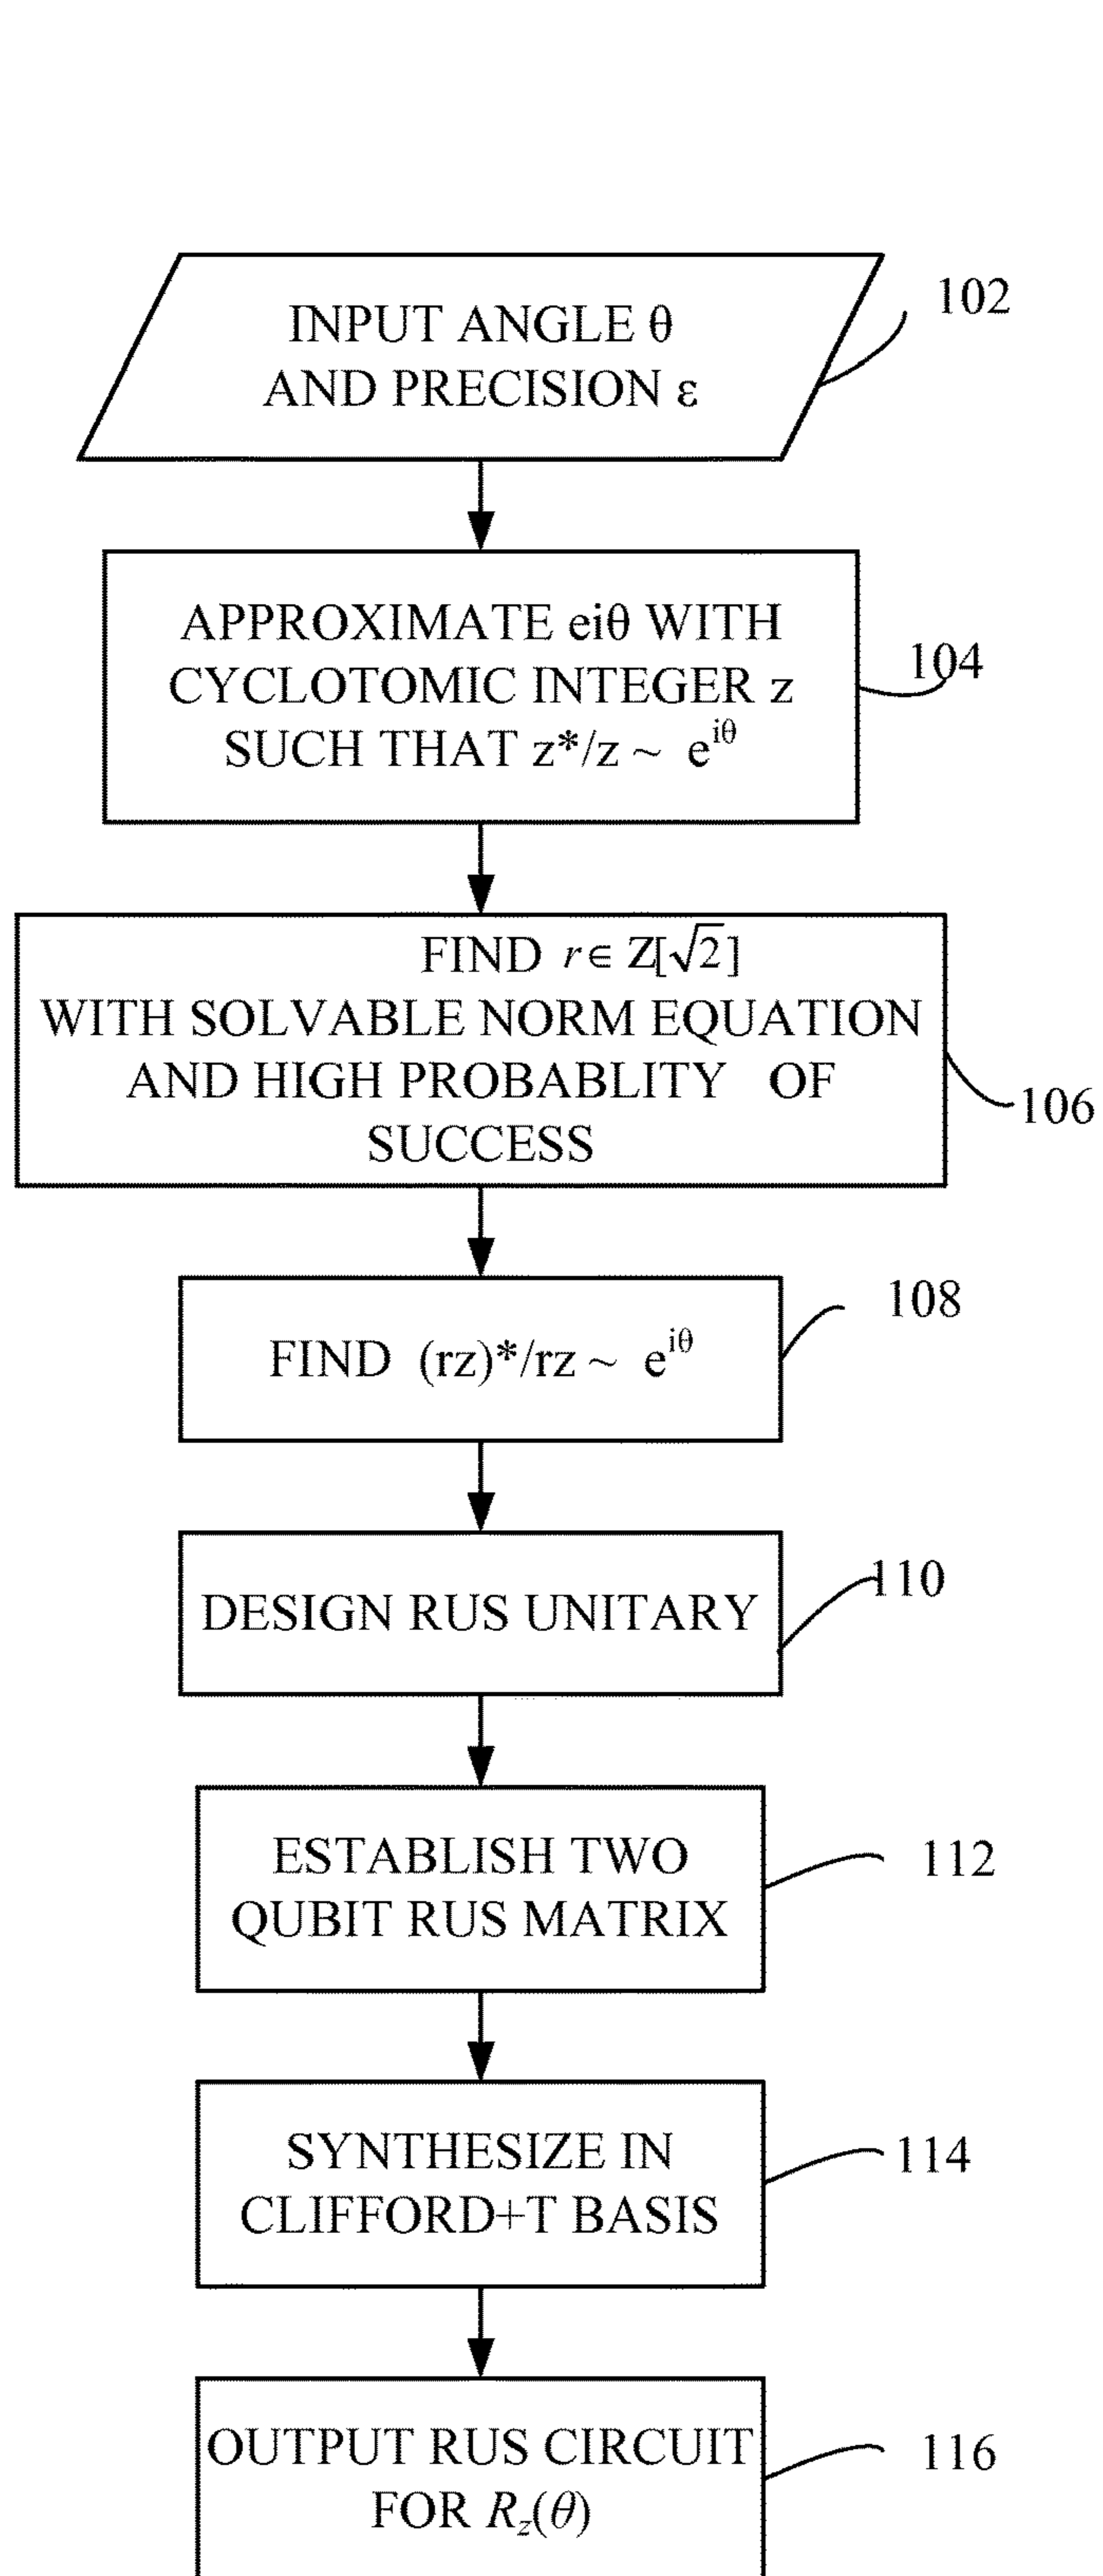 INPUT ANGLE θ
AND PRECISION ε
102
APPROXIMATE eiθ WITH
CYCLOTOMIC INTEGER z
SUCH THAT z*/z ~ e^{iθ}
104
FIND r ∈ Z[√2]
WITH SOLVABLE NORM EQUATION
AND HIGH PROBABLITY OF
SUCCESS
106
FIND (rz)*/rz ~ e^{iθ}
108
DESIGN RUS UNITARY
110
ESTABLISH TWO
QUBIT RUS MATRIX
112
SYNTHESIZE IN
CLIFFORD+T BASIS
114
OUTPUT RUS CIRCUIT
FOR R_z(θ)
116